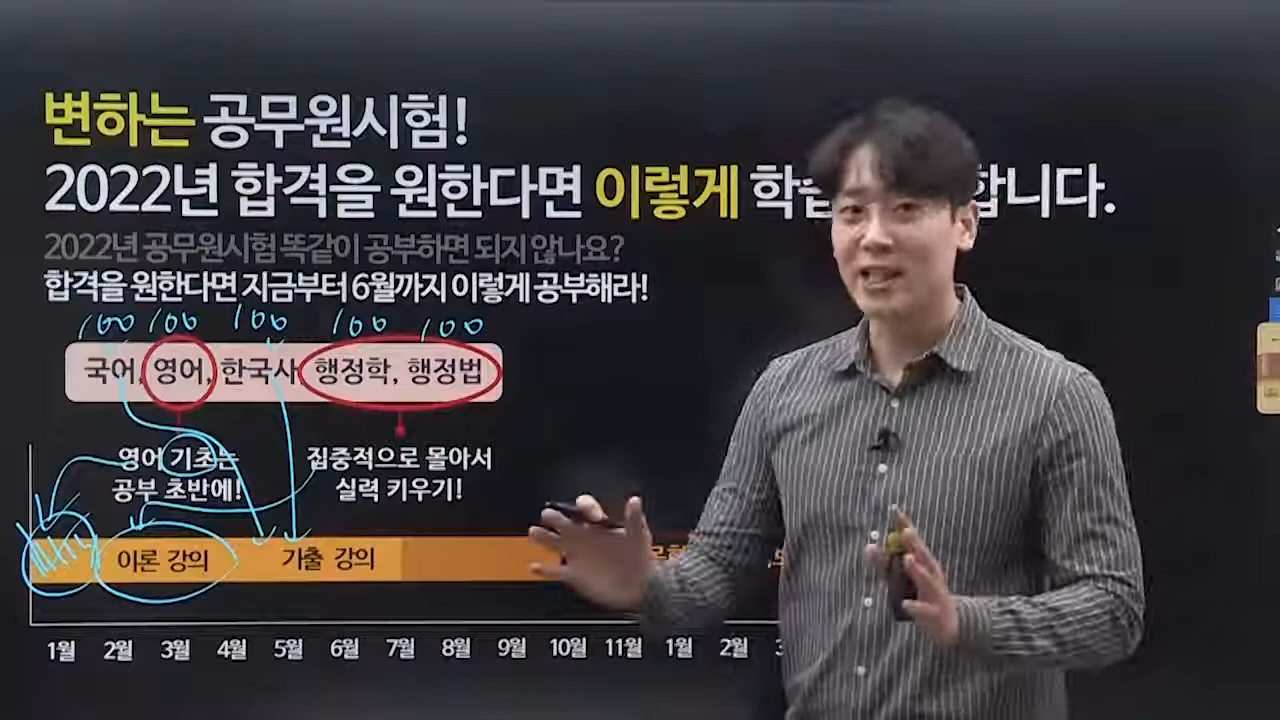 변하는 공무원시험!
2022년 합격을 원한다면 이렇게 합니다.
2022년 공무원시험 똑같이 공부하면 되지 않나요?
합격을 원한다면 지금부터 6월까지 이렇게 공부해라!
100 100 100 100 100
국어, 영어, 한국사, 행정학, 행정법
영어 기초는
공부 초반에!
집중적으로 몰아서
실력 키우기!
이론 강의 기출 강의
1월 2월 3월 4월 5월 6월 7월 8월 9월 10월 11월 1월 2월